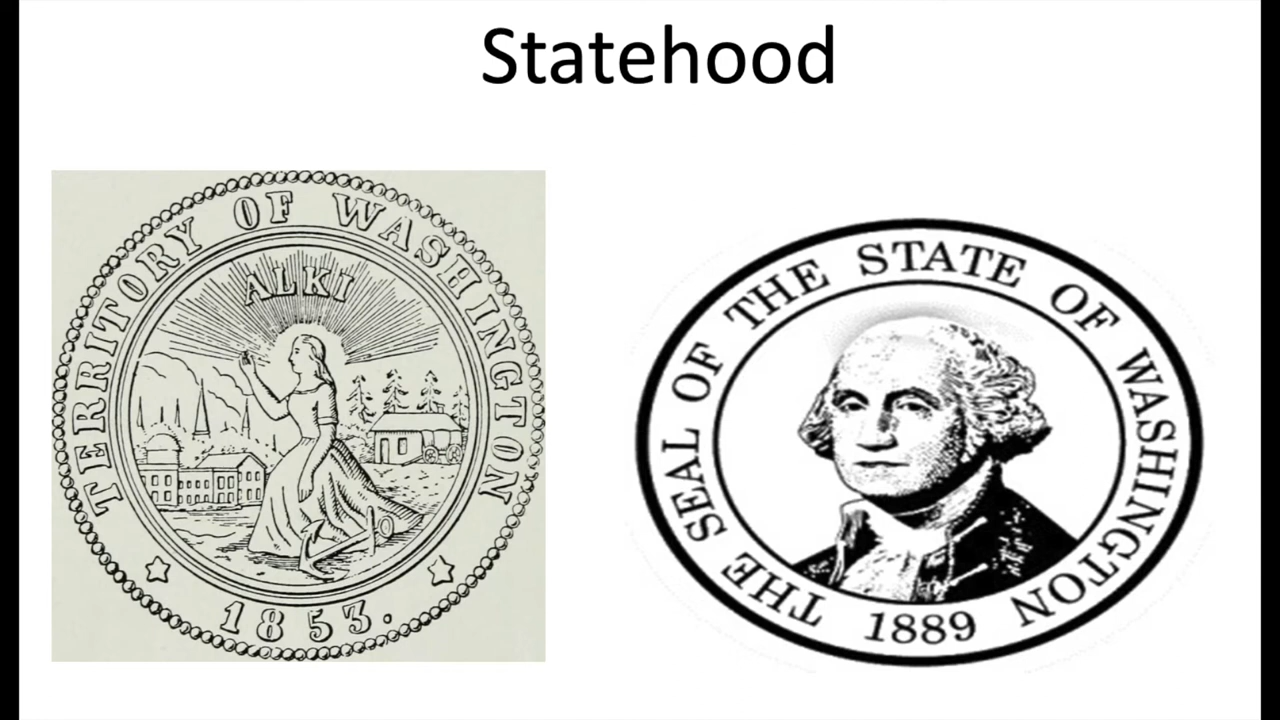 Statehood
TERRITORY OF WASHINGTON
ALKI
1853.
THE SEAL OF THE STATE OF WASHINGTON
1889